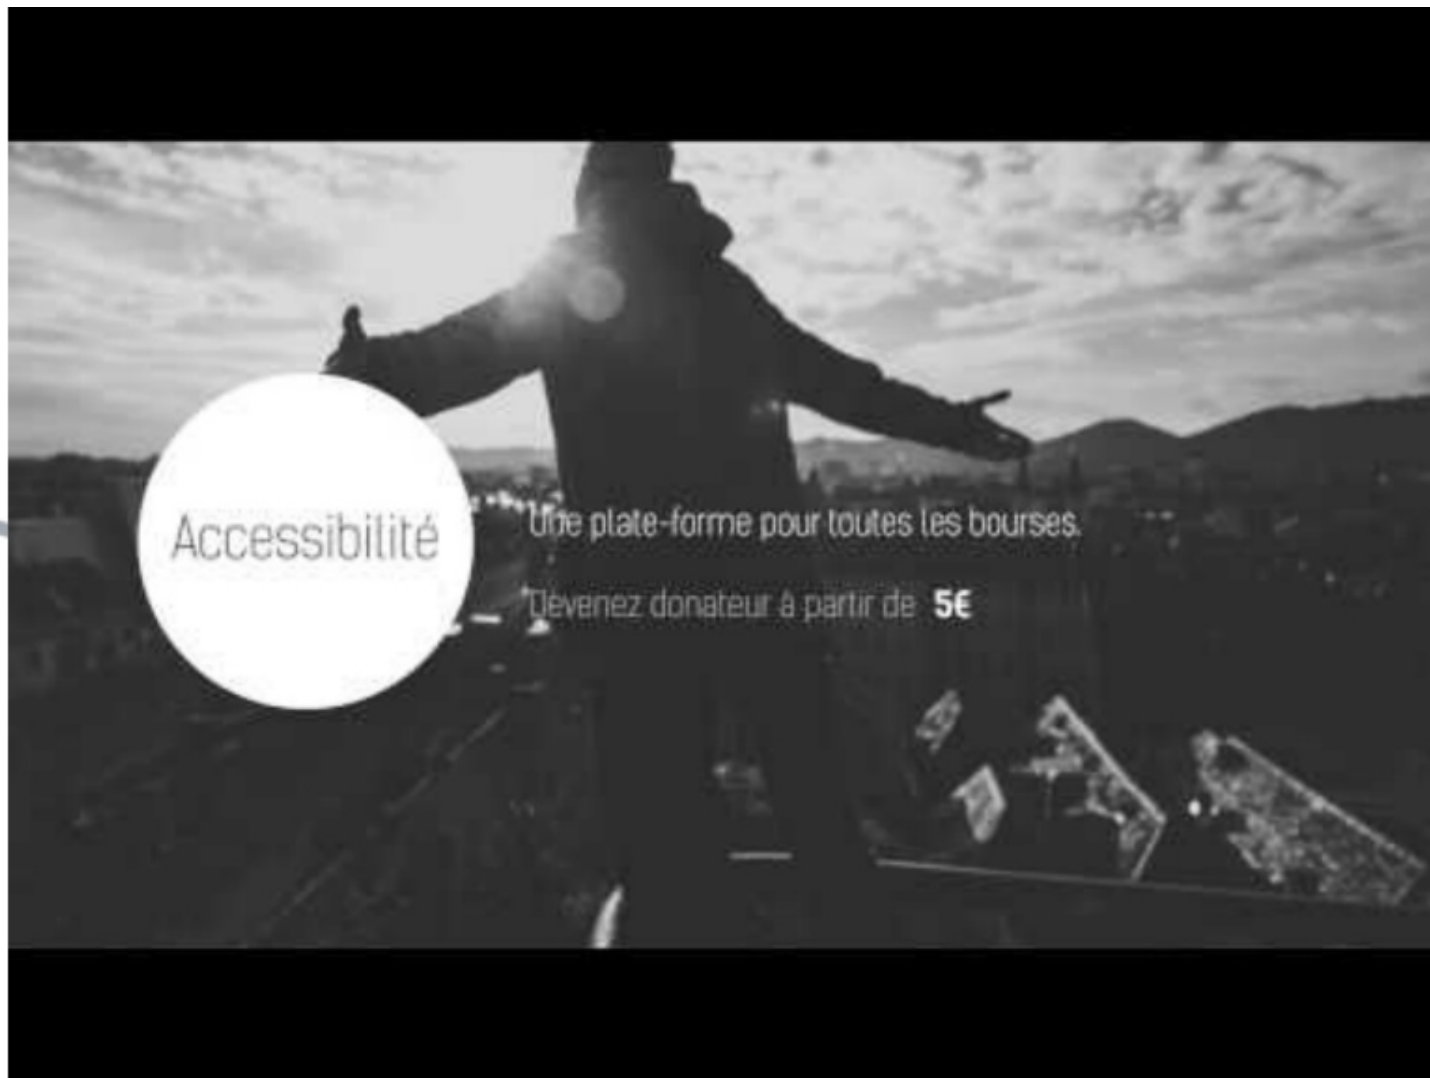 Accessibilité
Une plate-forme pour toutes les bourses.
Devenez donateur à partir de 5€